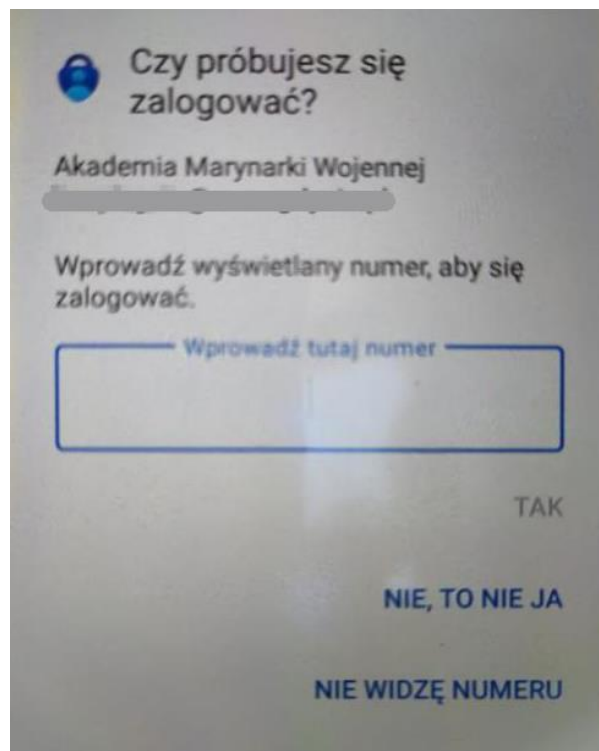 Czy próbujesz się
zalogować?
Akademia Marynarki Wojennej
Wprowadź wyświetlany numer, aby się
zalogować.
Wprowadź tutaj numer
TAK
NIE, TO NIE JA
NIE WIDZĘ NUMERU